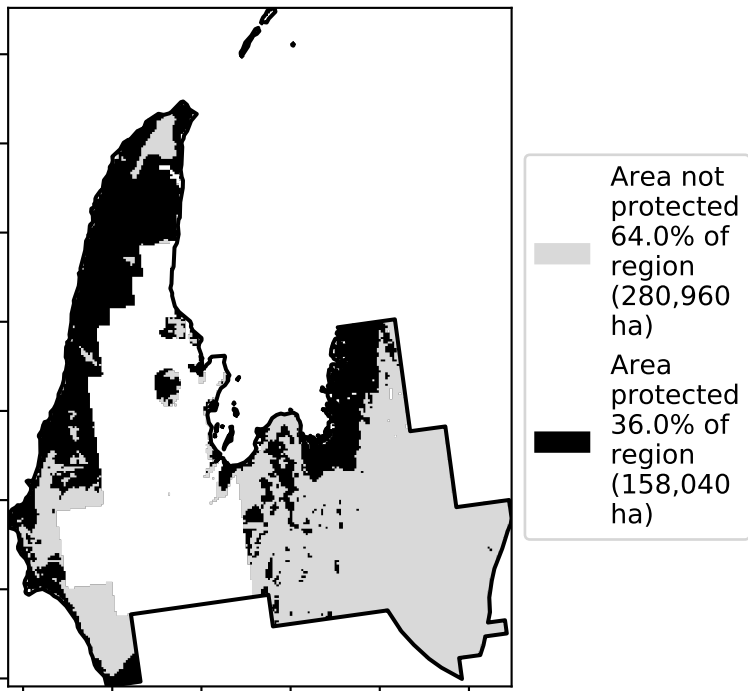 Area not
protected
64.0% of
region
(280,960
ha)
Area
protected
36.0% of
region
(158,040
ha)